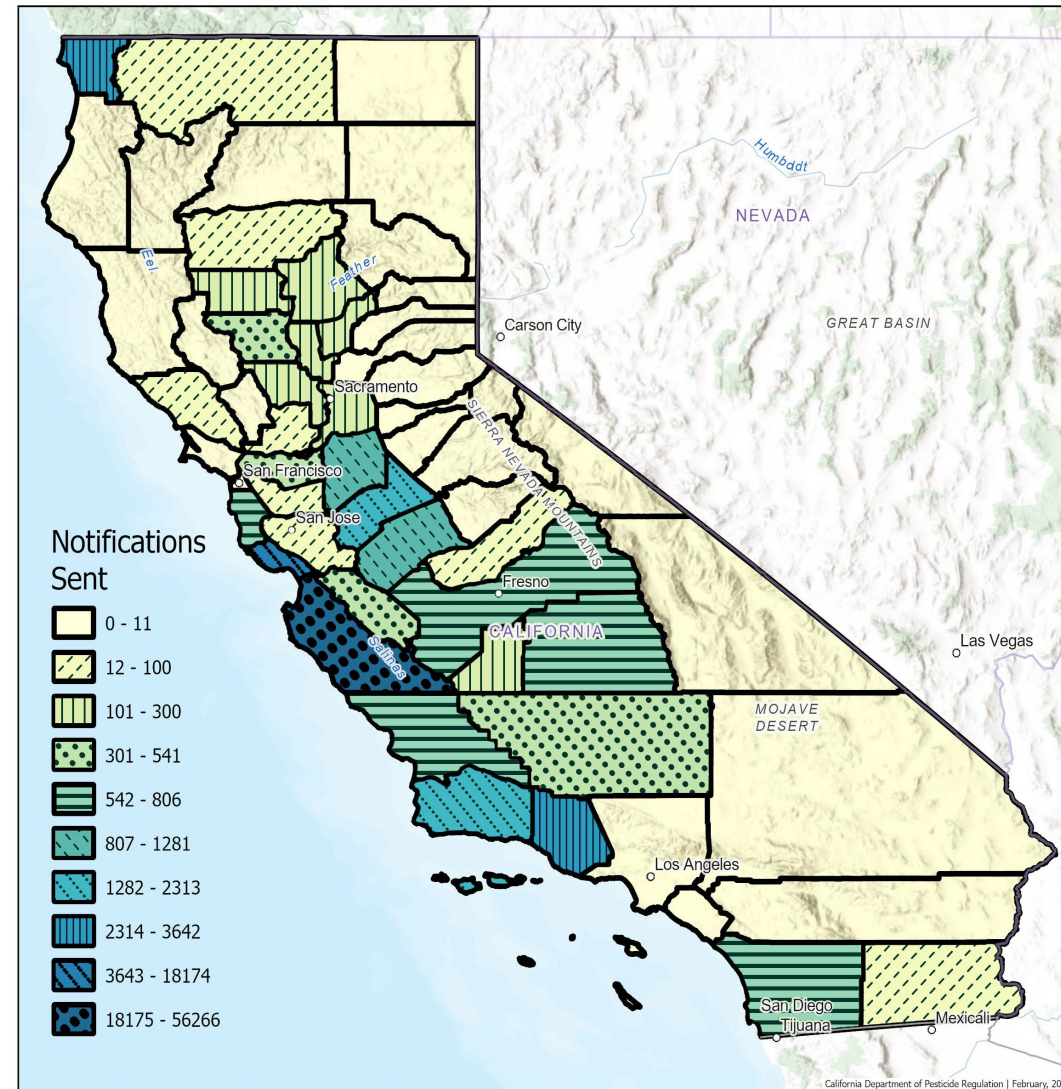 Humboldt
NEVADA
Eel
Feather
Carson City
GREAT BASIN
Sacramento
SIERRA NEVADA MOUNTAINS
San Francisco
San Jose
Notifications
Sent
0 - 11
12 - 100
101 - 300
301 - 541
542 - 806
807 - 1281
1282 - 2313
2314 - 3642
3643 - 18174
18175 - 56266
Fresno
CALIFORNIA
Salinas
Las Vegas
MOJAVE
DESERT
Los Angeles
San Diego
Tijuana
Mexicali
California Department of Pesticide Regulation | February, 20